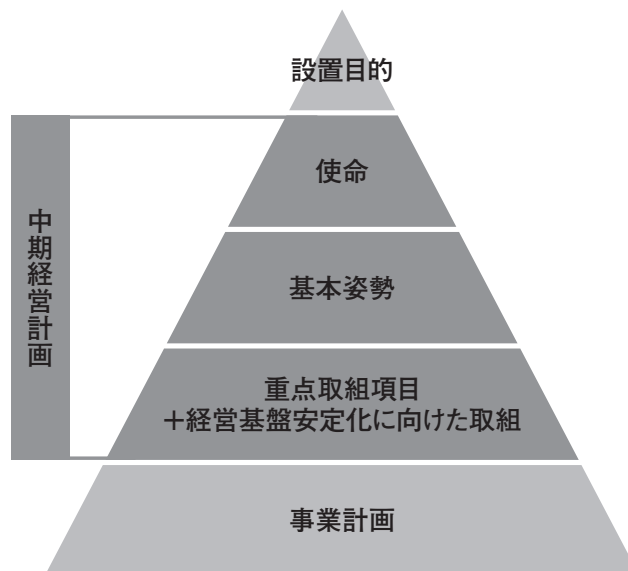 設置目的
使命
中期経営計画
基本姿勢
重点取組項目
＋経営基盤安定化に向けた取組
事業計画